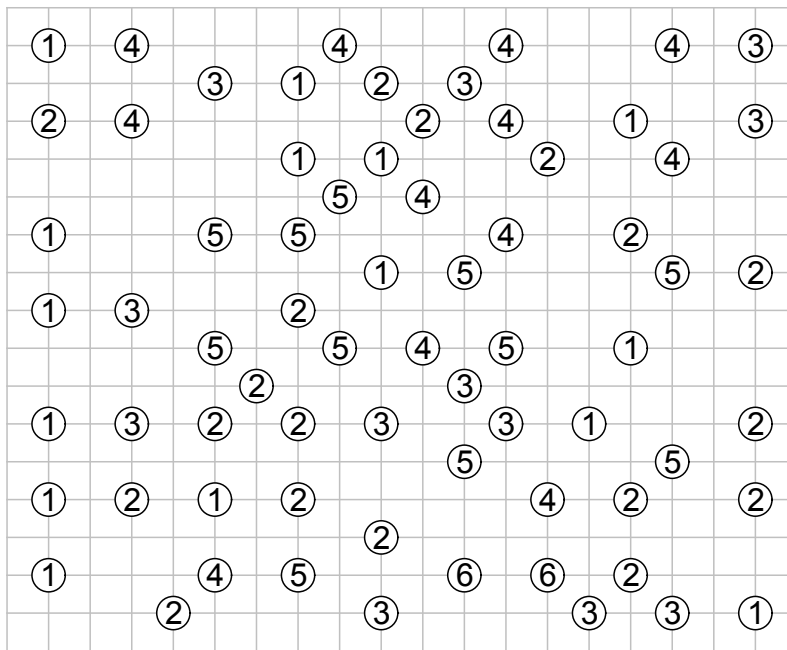 1 4 4 4 4 3
3 1 2 3
2 4 2 4 1 3
1 1 2 4
5 4
1 5 5 4 2
1 5 5 2
1 3 2
5 5 4 5 1
2 3
1 3 2 2 3 3 1 2
5 5
1 2 1 2 4 2 2
2
1 4 5 6 6 2
2 3 3 3 1